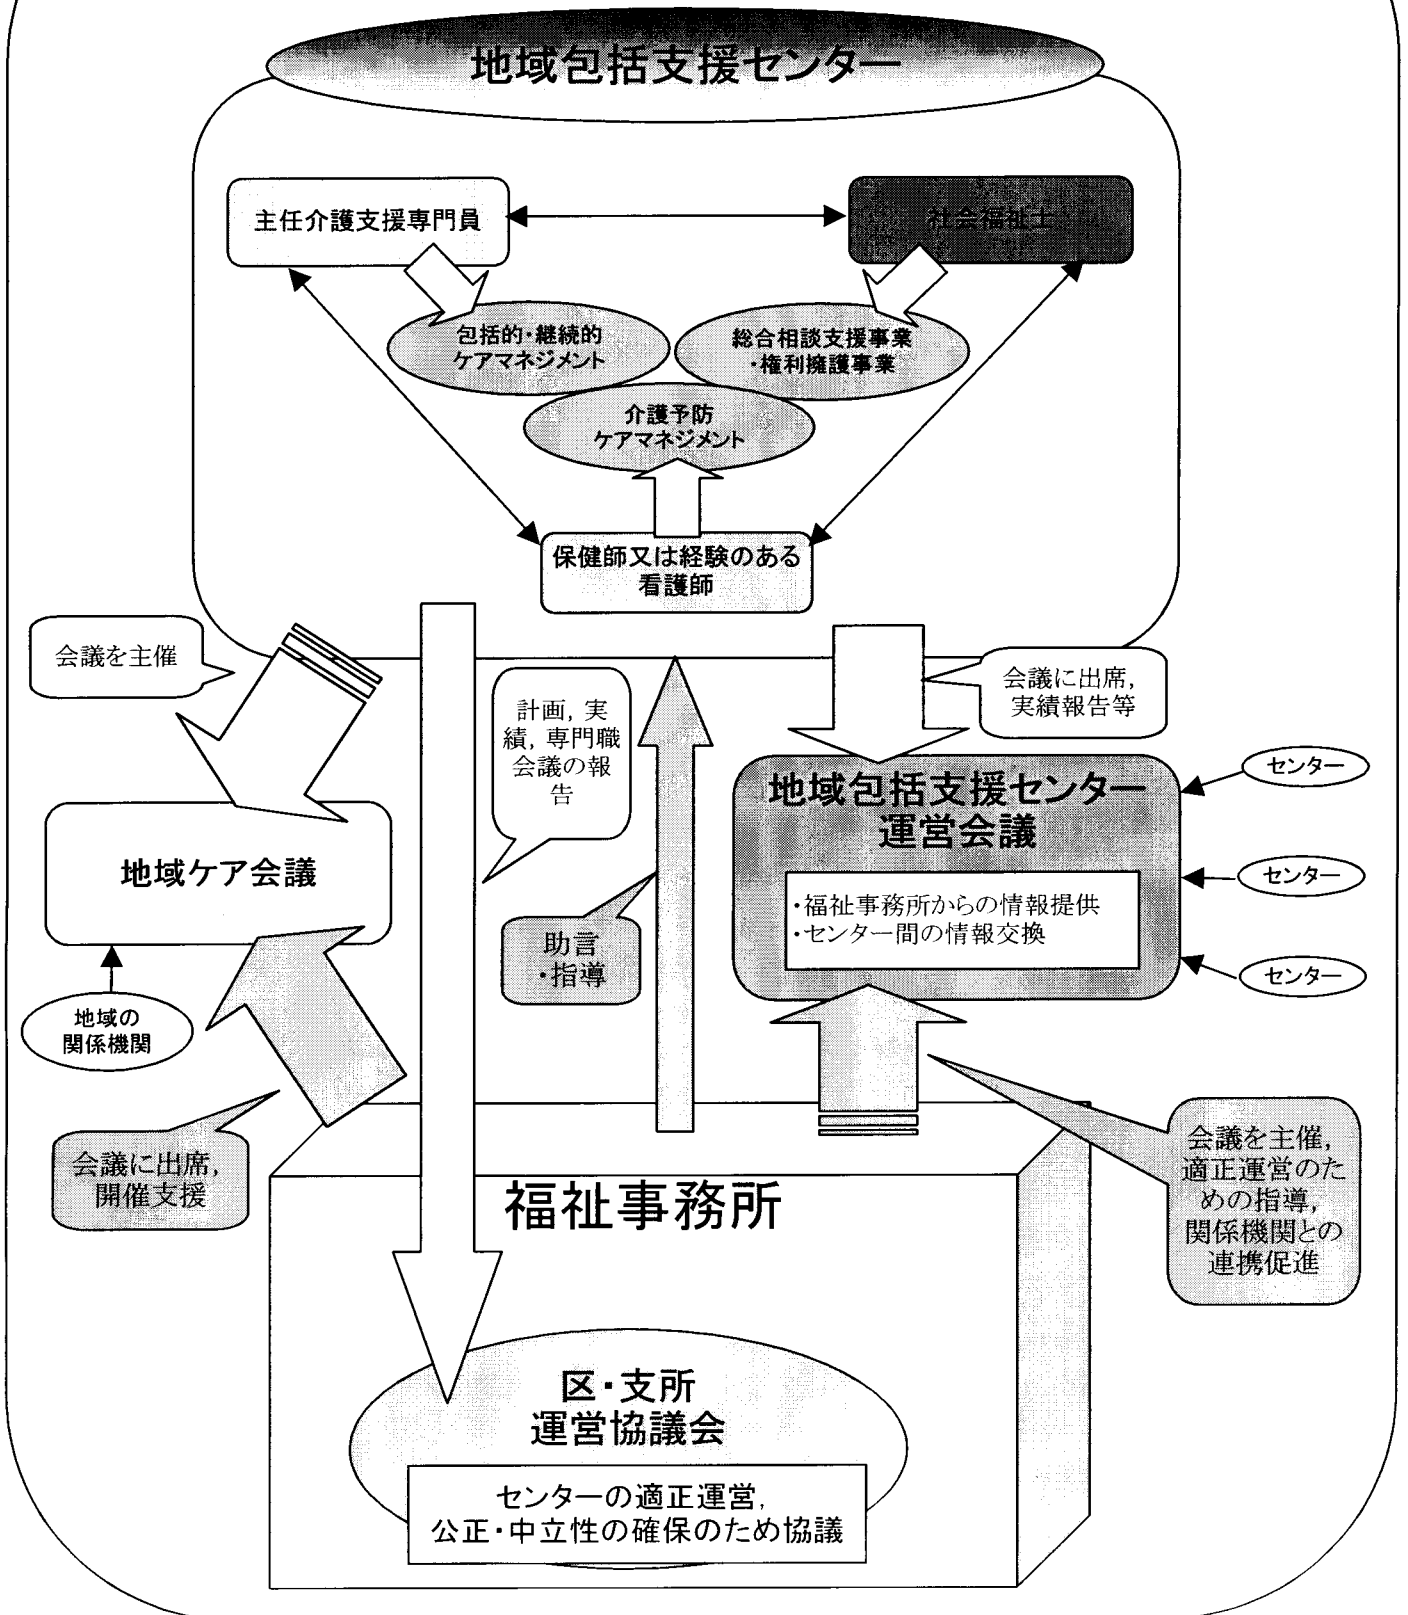 地域包括支援センター
主任介護支援専門員
社会福祉士
包括的・継続的
ケアマネジメント
総合相談支援事業
・権利擁護事業
介護予防
ケアマネジメント
保健師又は経験のある
看護師
会議を主催
計画，実
績，専門職
会議の報
告
会議に出席，
実績報告等
地域包括支援センター
運営会議
・福祉事務所からの情報提供
・センター間の情報交換
センター
センター
センター
地域ケア会議
助言
・指導
地域の
関係機関
会議に出席，
開催支援
会議を主催，
適正運営のた
めの指導，
関係機関との
連携促進
福祉事務所
区・支所
運営協議会
センターの適正運営，
公正・中立性の確保のため協議